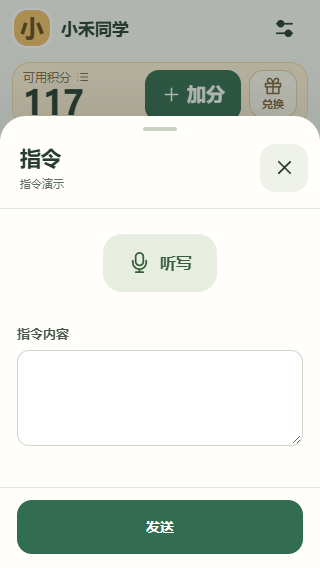 小 小禾同学
可用积分
117
加分
兑换
指令
指令演示
听写
指令内容
发送